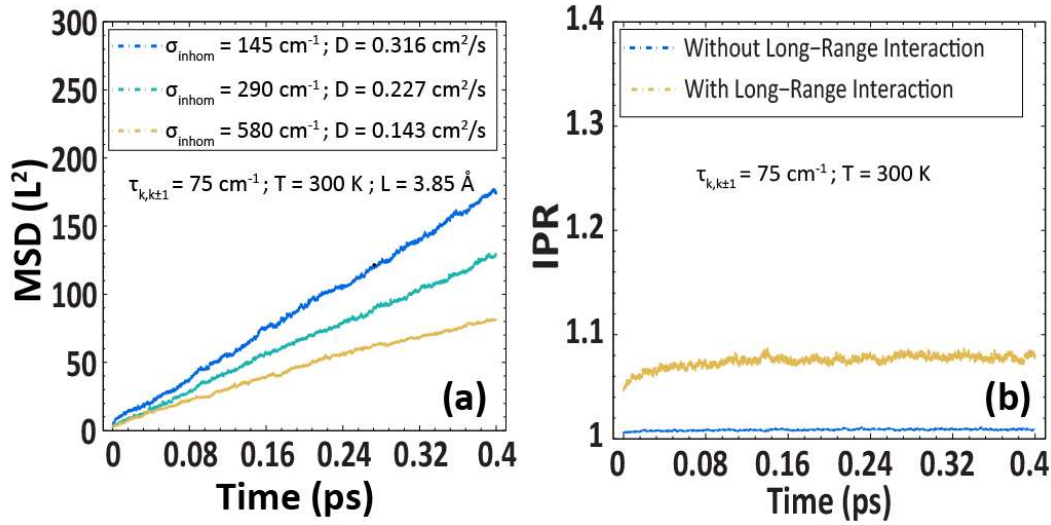 300
250
200
150
100
50
0
MSD (L²)
σinhom = 145 cm⁻¹ ; D = 0.316 cm²/s
σinhom = 290 cm⁻¹ ; D = 0.227 cm²/s
σinhom = 580 cm⁻¹ ; D = 0.143 cm²/s
τk,k±1 = 75 cm⁻¹ ; T = 300 K ; L = 3.85 Å
(a)
0 0.08 0.16 0.24 0.32 0.4
Time (ps)
1.4
1.3
1.2
1.1
1
IPR
Without Long–Range Interaction
With Long–Range Interaction
τk,k±1 = 75 cm⁻¹ ; T = 300 K
(b)
0 0.08 0.16 0.24 0.32 0.4
Time (ps)